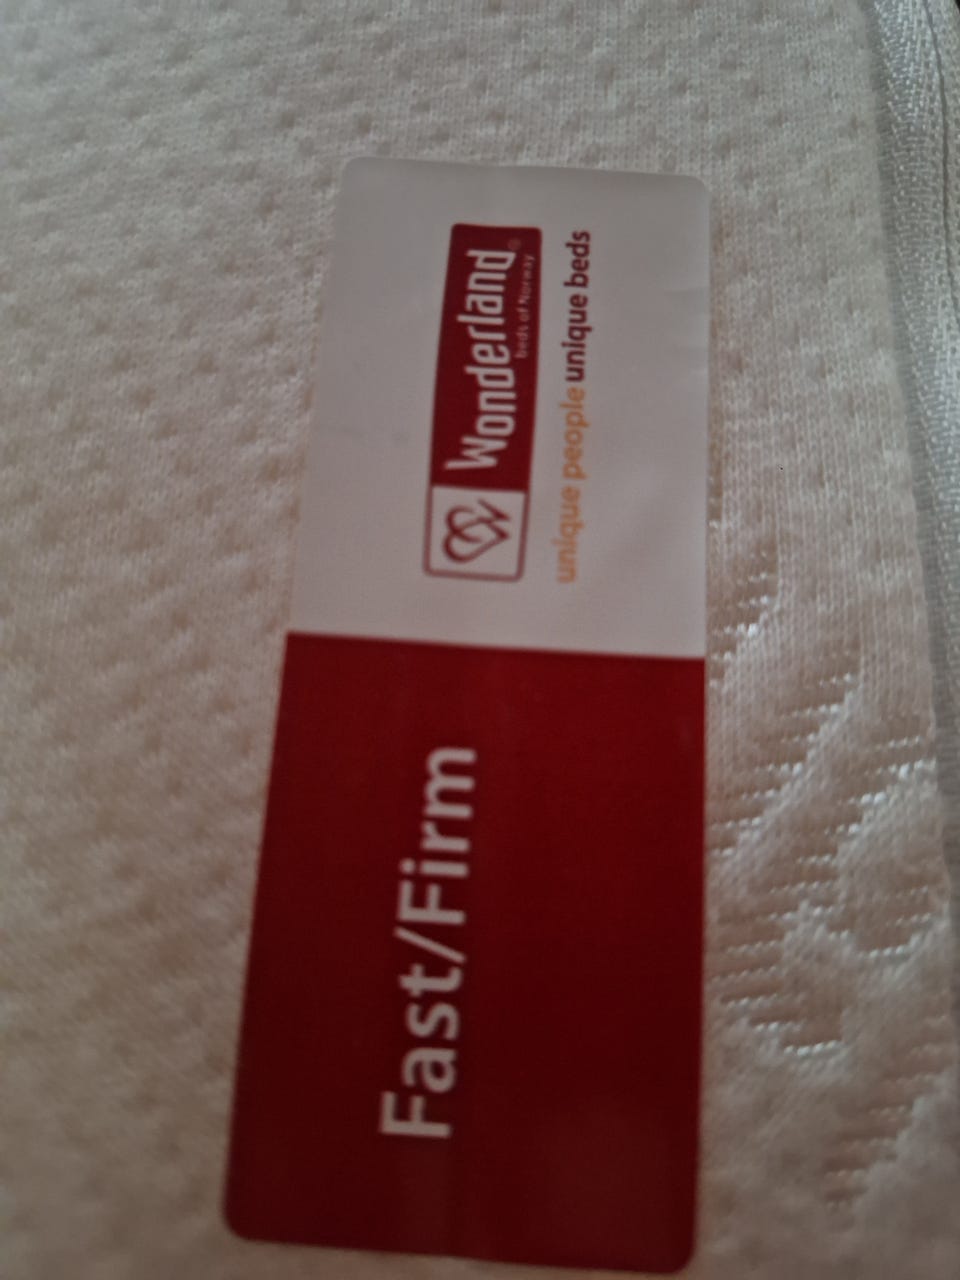 Wonderland®
beds of Norway
unique people unique beds
Fast/Firm